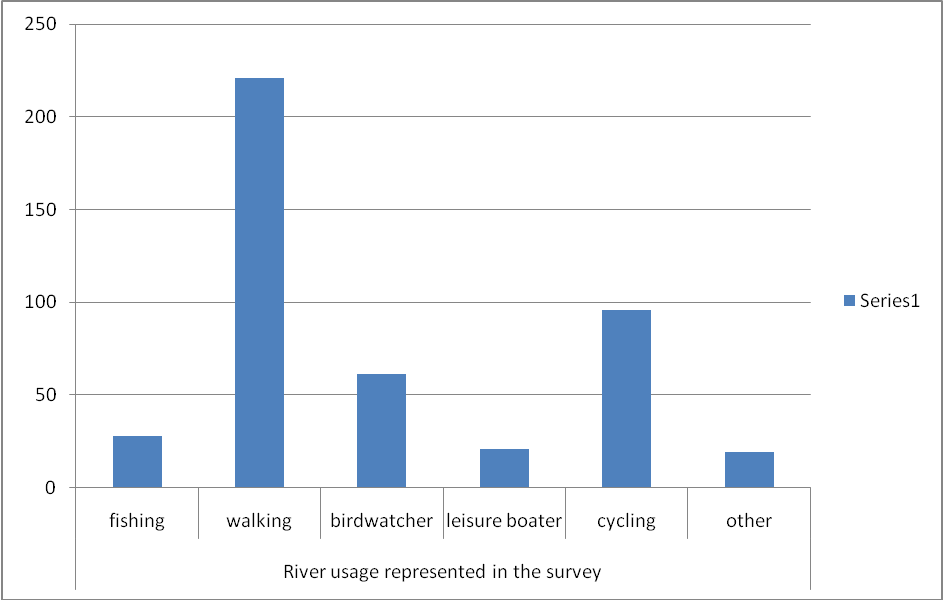 250
200
150
100
50
0
fishing walking birdwatcher leisure boater cycling other
River usage represented in the survey
Series1